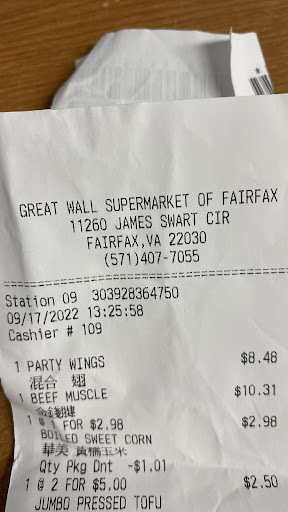 GREAT WALL SUPERMARKET OF FAIRFAX
11260 JAMES SWART CIR
FAIRFAX,VA 22030
(571)407-7055
Station 09 303928364750
09/17/2022 13:25:58
Cashier # 109
1 PARTY WINGS $8.48
混合 翅
1 BEEF MUSCLE $10.31
金錢腱
1 @ 1 FOR $2.98 $2.98
BOILED SWEET CORN
華美 黃糯玉米
Qty Pkg Dnt -$1.01
1 @ 2 FOR $5.00 $2.50
JUMBO PRESSED TOFU